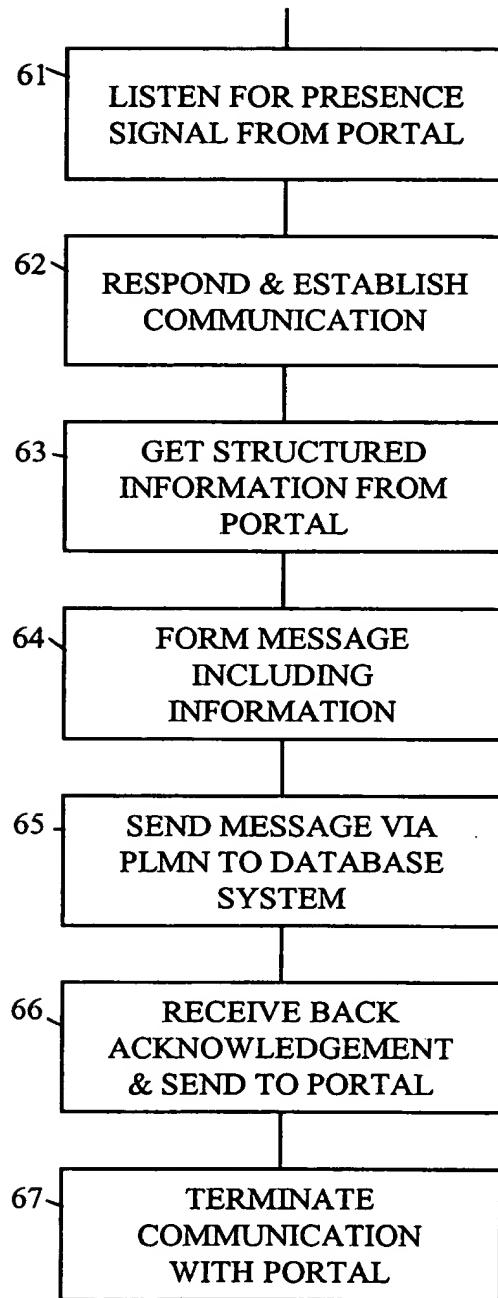 61
LISTEN FOR PRESENCE
SIGNAL FROM PORTAL
62
RESPOND & ESTABLISH
COMMUNICATION
63
GET STRUCTURED
INFORMATION FROM
PORTAL
64
FORM MESSAGE
INCLUDING
INFORMATION
65
SEND MESSAGE VIA
PLMN TO DATABASE
SYSTEM
66
RECEIVE BACK
ACKNOWLEDGEMENT
& SEND TO PORTAL
67
TERMINATE
COMMUNICATION
WITH PORTAL